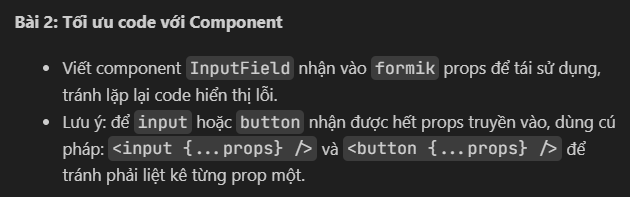 Bài 2: Tối ưu code với Component
• Viết component InputField nhận vào formik props để tái sử dụng,
tránh lặp lại code hiển thị lỗi.
• Lưu ý: để input hoặc button nhận được hết props truyền vào, dùng cú
pháp: <input {...props} /> và <button {...props} /> để
tránh phải liệt kê từng prop một.